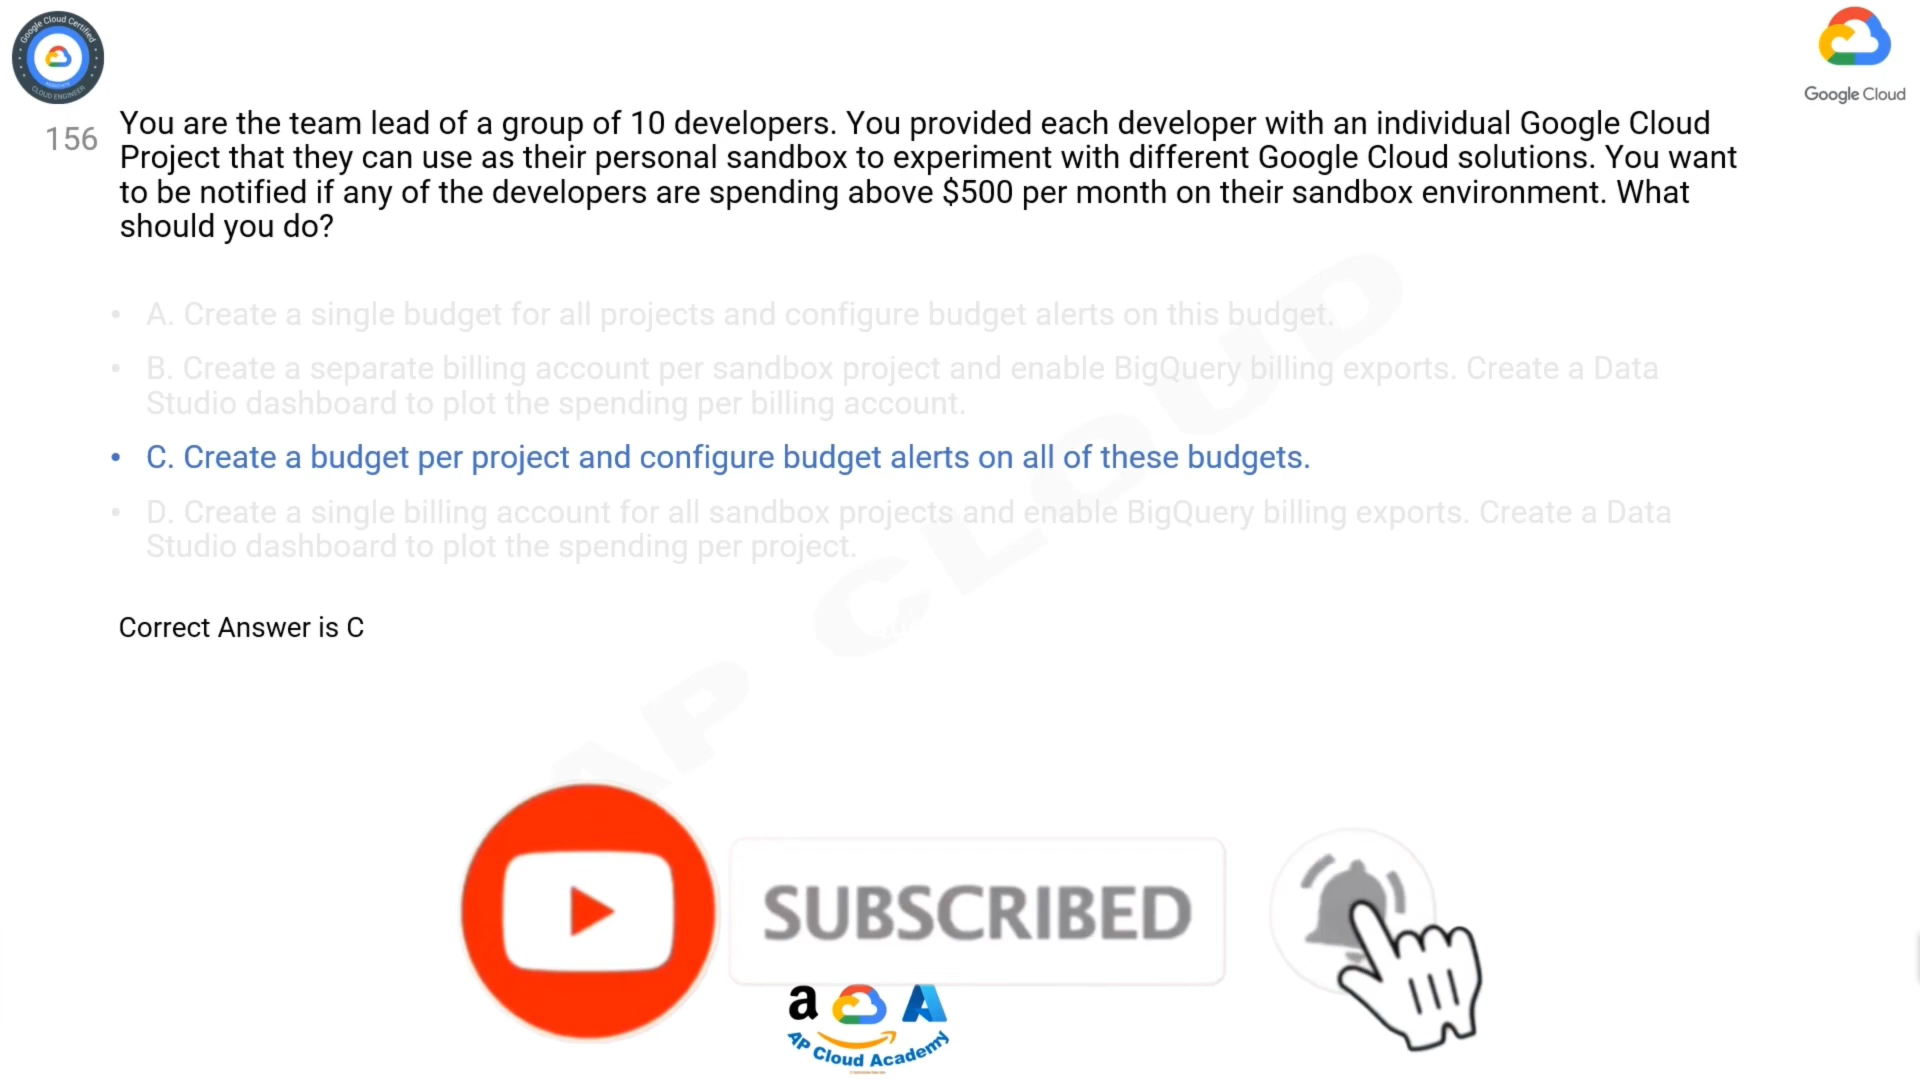 Google Cloud Certified
CLOUD ENGINEER
Google Cloud
156
You are the team lead of a group of 10 developers. You provided each developer with an individual Google Cloud
Project that they can use as their personal sandbox to experiment with different Google Cloud solutions. You want
to be notified if any of the developers are spending above $500 per month on their sandbox environment. What
should you do?
• A. Create a single budget for all projects and configure budget alerts on this budget.
• B. Create a separate billing account per sandbox project and enable BigQuery billing exports. Create a Data
Studio dashboard to plot the spending per billing account.
• C. Create a budget per project and configure budget alerts on all of these budgets.
• D. Create a single billing account for all sandbox projects and enable BigQuery billing exports. Create a Data
Studio dashboard to plot the spending per project.
Correct Answer is C
AP CLOUD
SUBSCRIBED
a
AP Cloud Academy